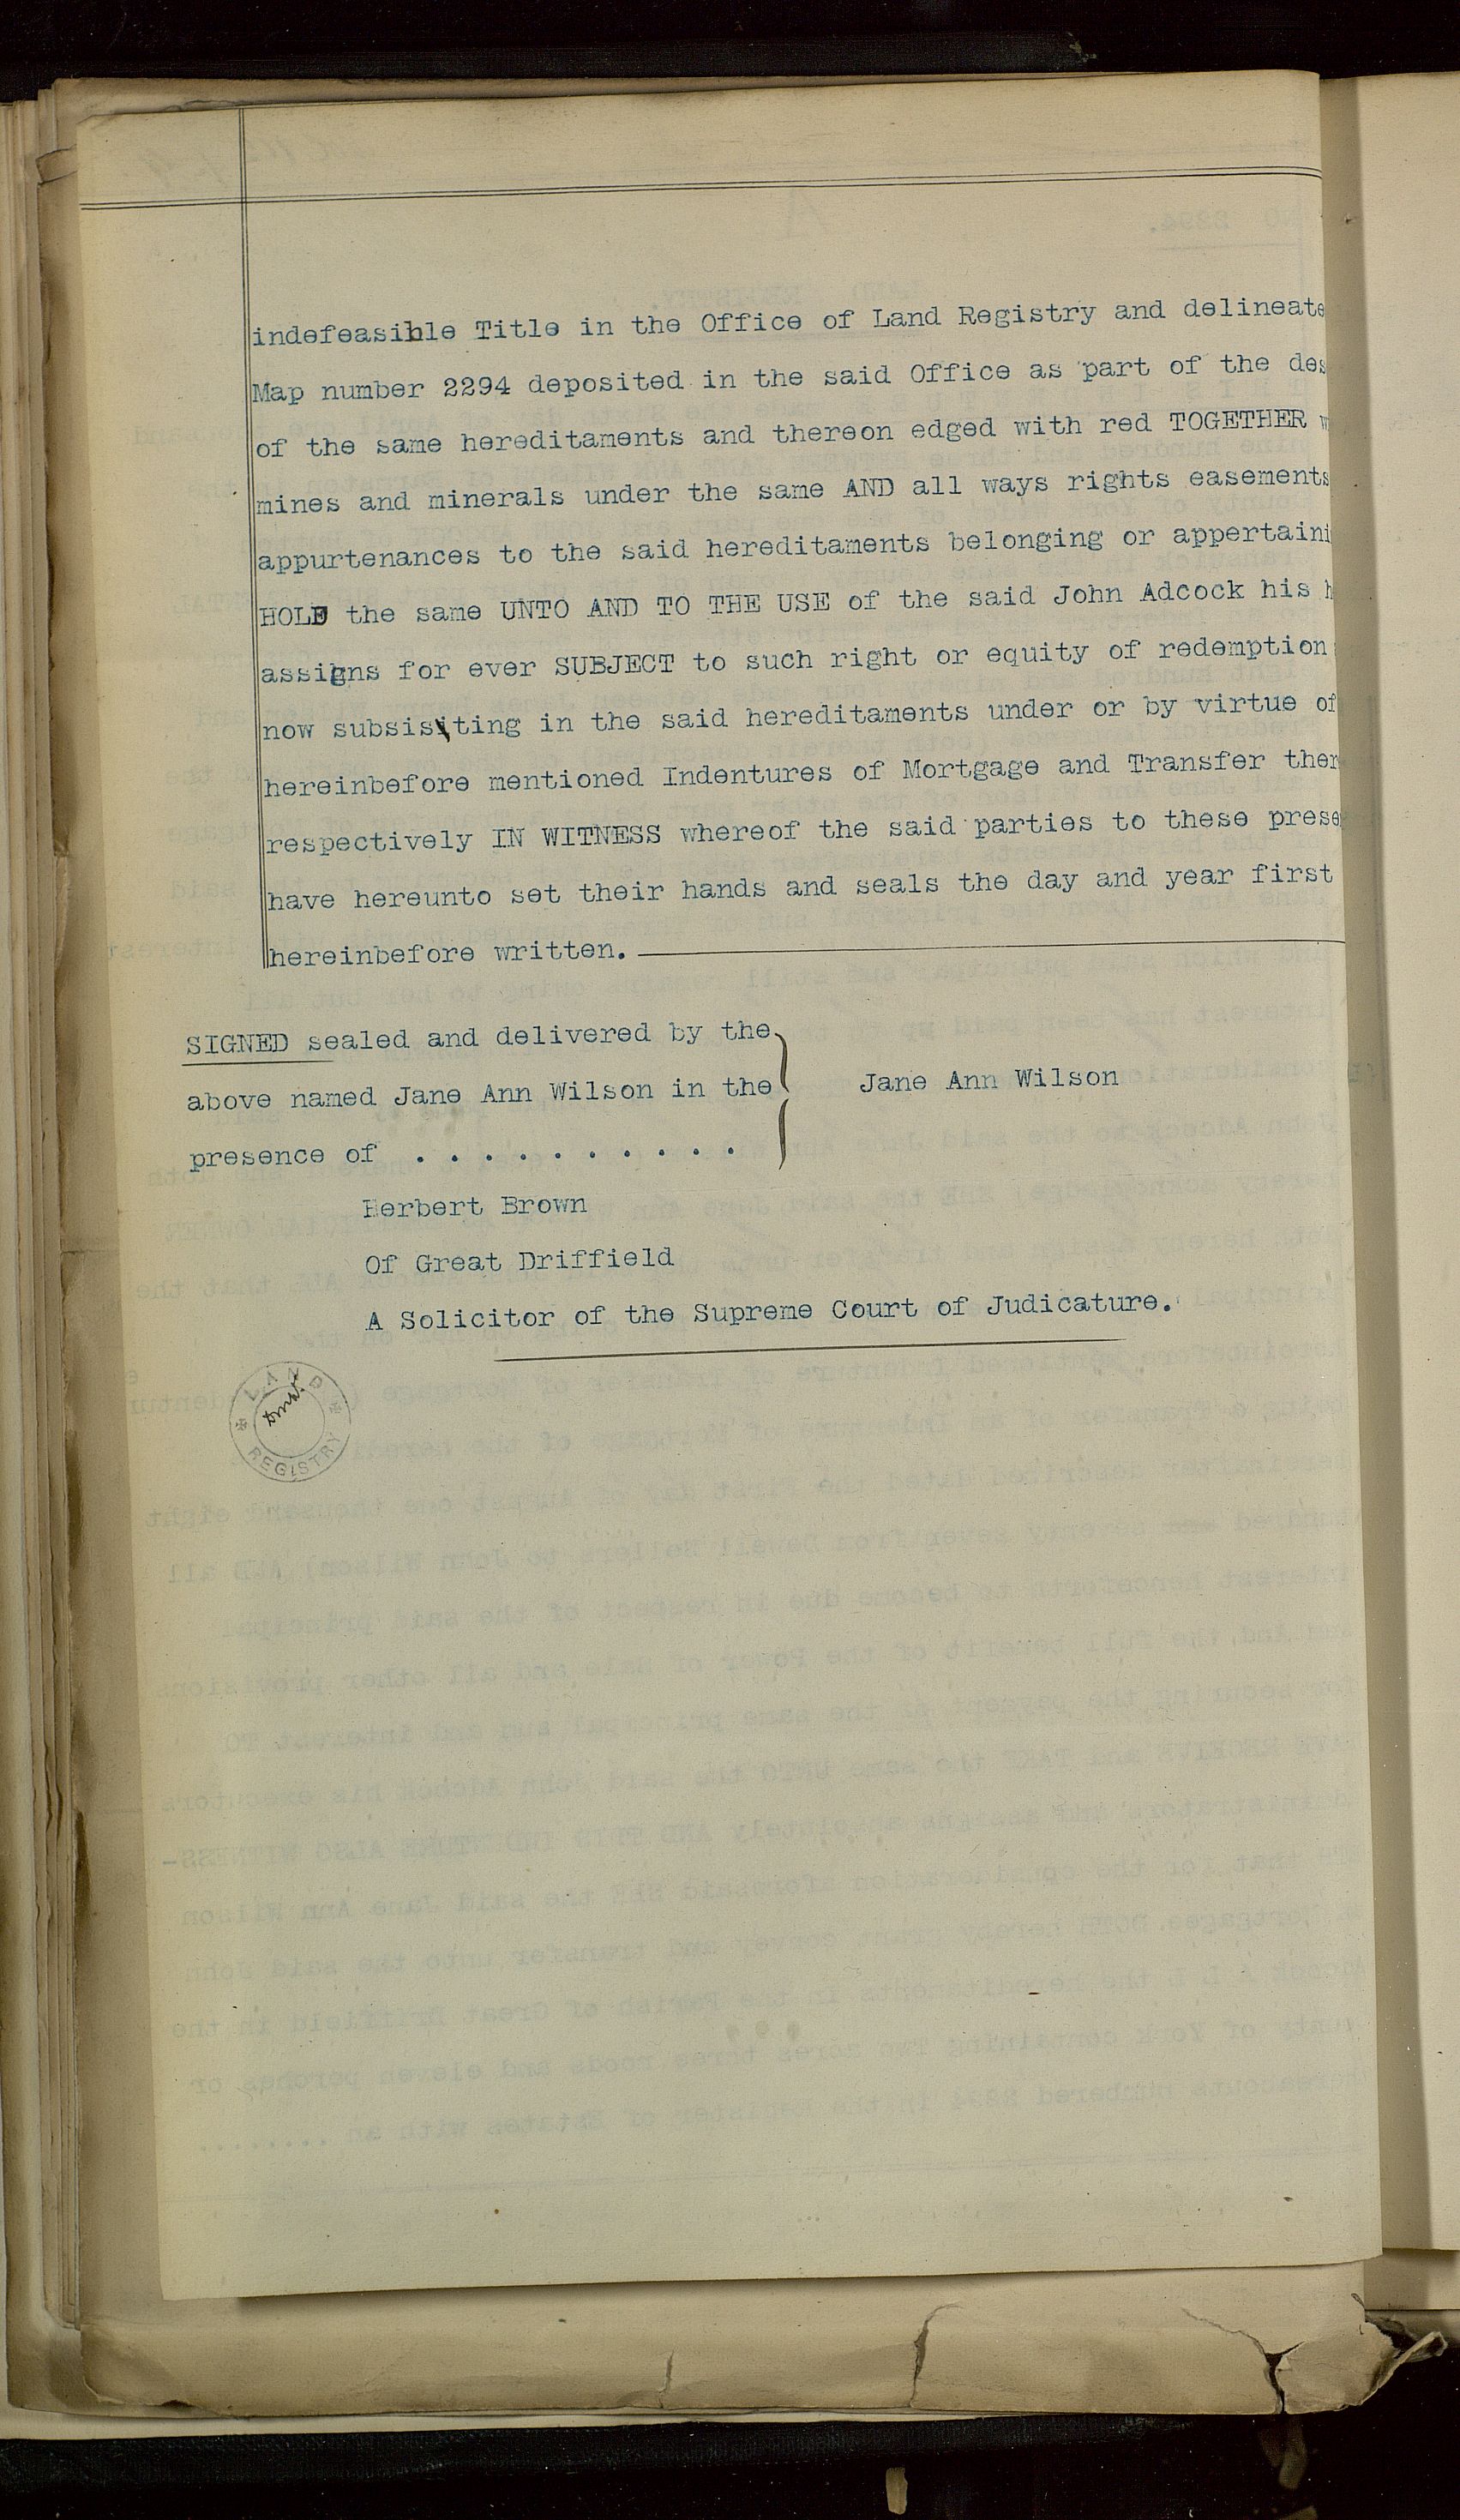 indefeasible Title in the Office of Land Registry and delineate
Map number 2294 deposited in the said Office as part of the des
of the same hereditaments and thereon edged with red TOGETHER w
mines and minerals under the same AND all ways rights easements
appurtenances to the said hereditaments belonging or appertaini
HOLD the same UNTO AND TO THE USE of the said John Adcock his h
assigns for ever SUBJECT to such right or equity of redemption
now subsisting in the said hereditaments under or by virtue of
hereinbefore mentioned Indentures of Mortgage and Transfer ther
respectively IN WITNESS whereof the said parties to these prese
have hereunto set their hands and seals the day and year first
hereinbefore written.
SIGNED sealed and delivered by the
above named Jane Ann Wilson in the
presence of . . . . . . . . . . .
Jane Ann Wilson
Herbert Brown
Of Great Driffield
A Solicitor of the Supreme Court of Judicature.
LAND
REGISTRY